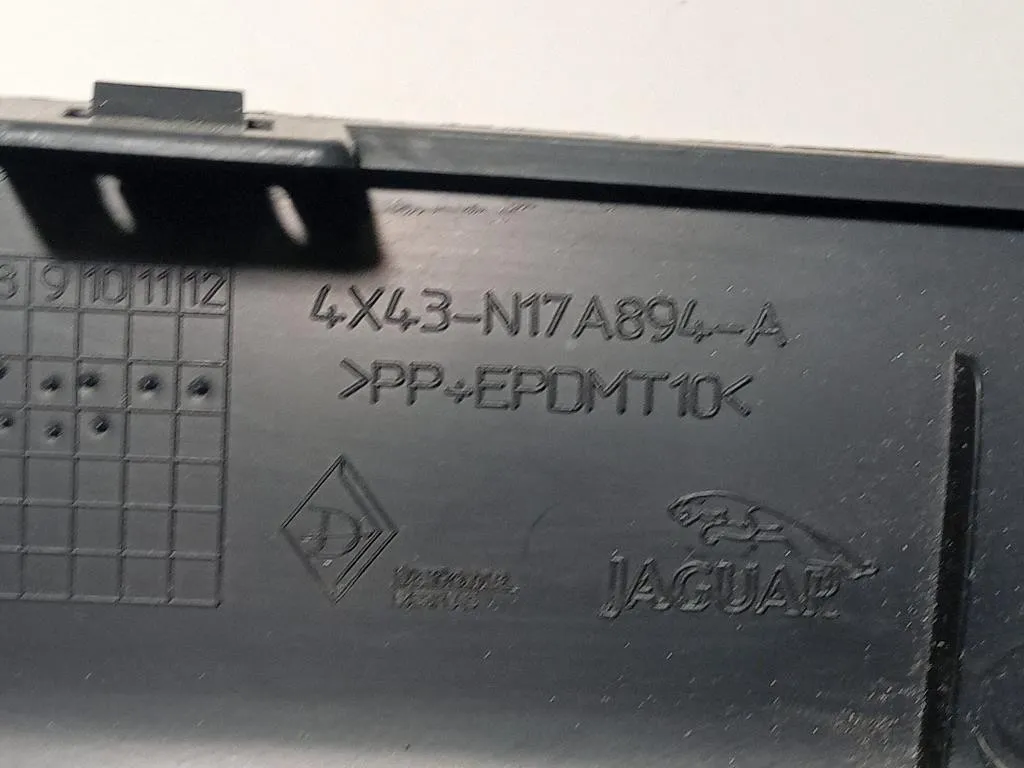 8 9 10 11 12
4X43-N17A894-A
>PP+EPDMT10<
D
JAGUAR